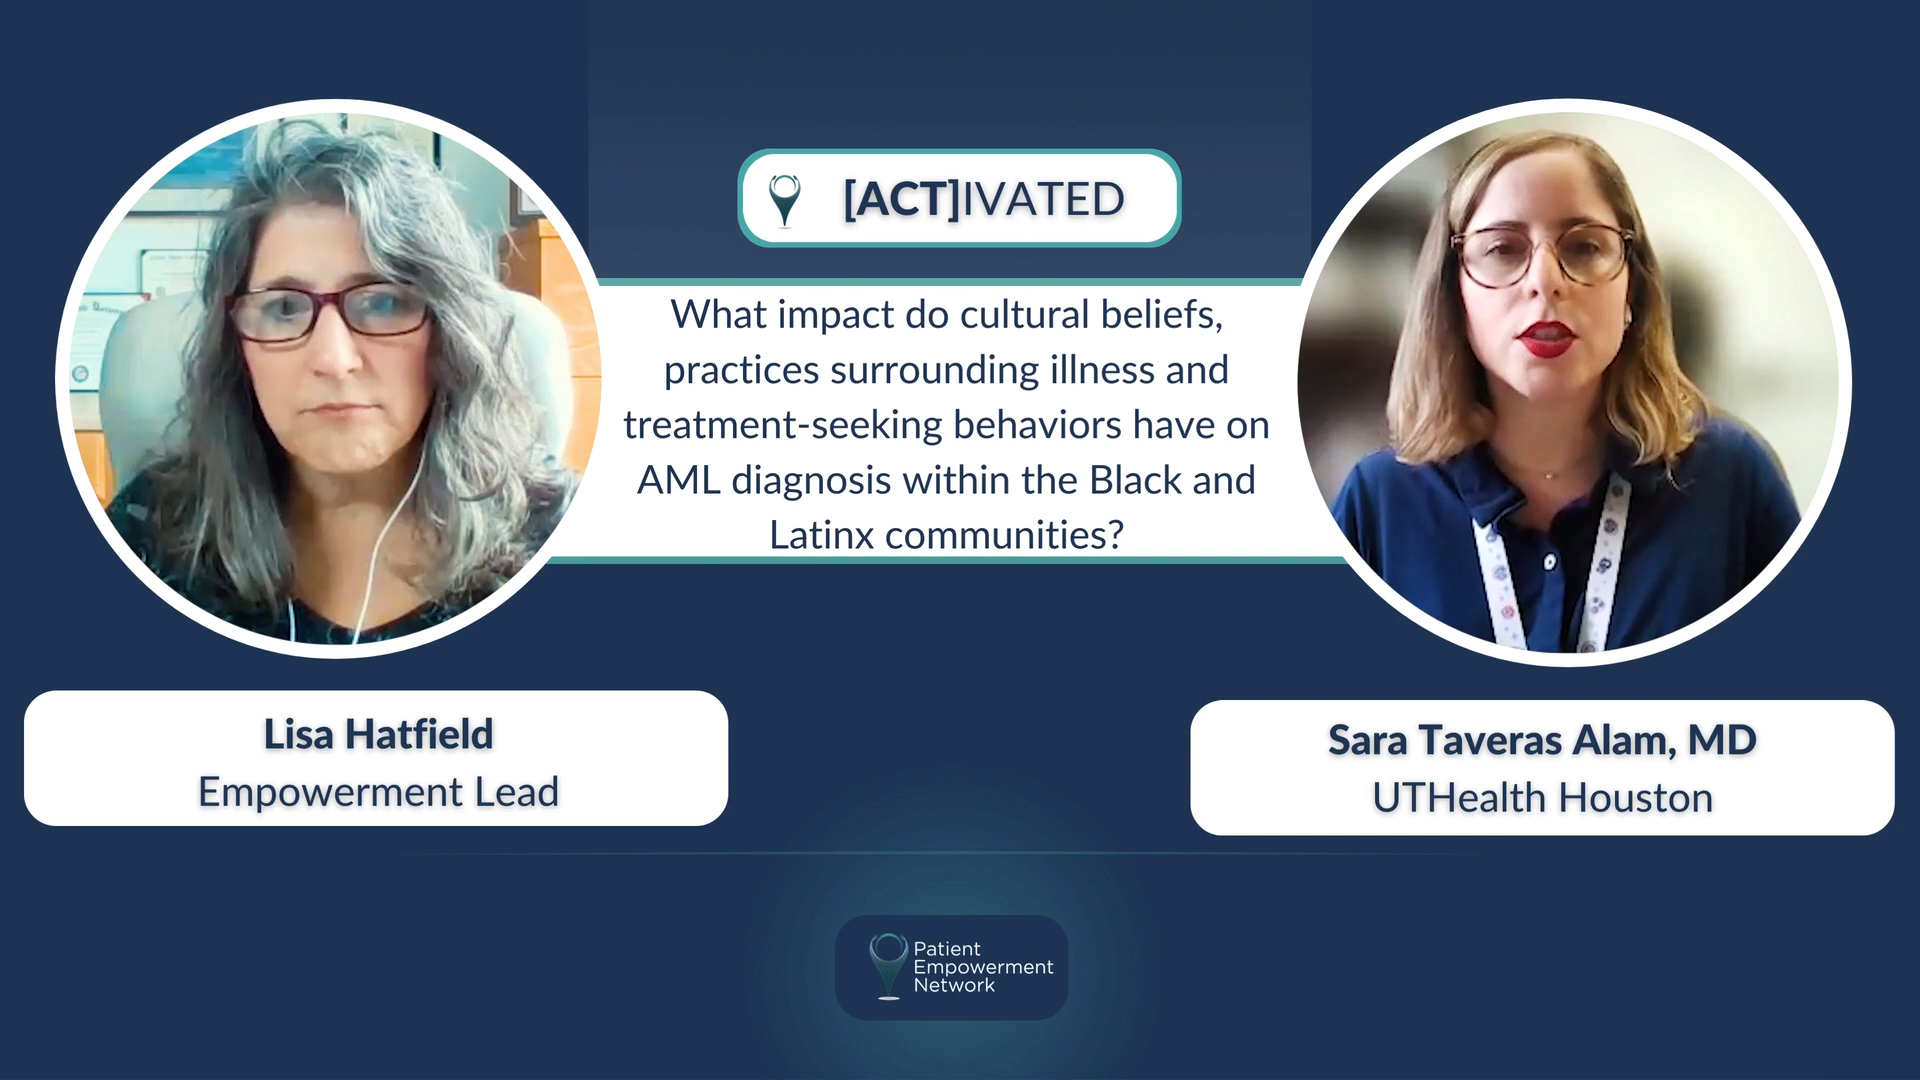 [ACT]IVATED
What impact do cultural beliefs,
practices surrounding illness and
treatment-seeking behaviors have on
AML diagnosis within the Black and
Latinx communities?
Lisa Hatfield
Empowerment Lead
Sara Taveras Alam, MD
UTHealth Houston
Patient
Empowerment
Network